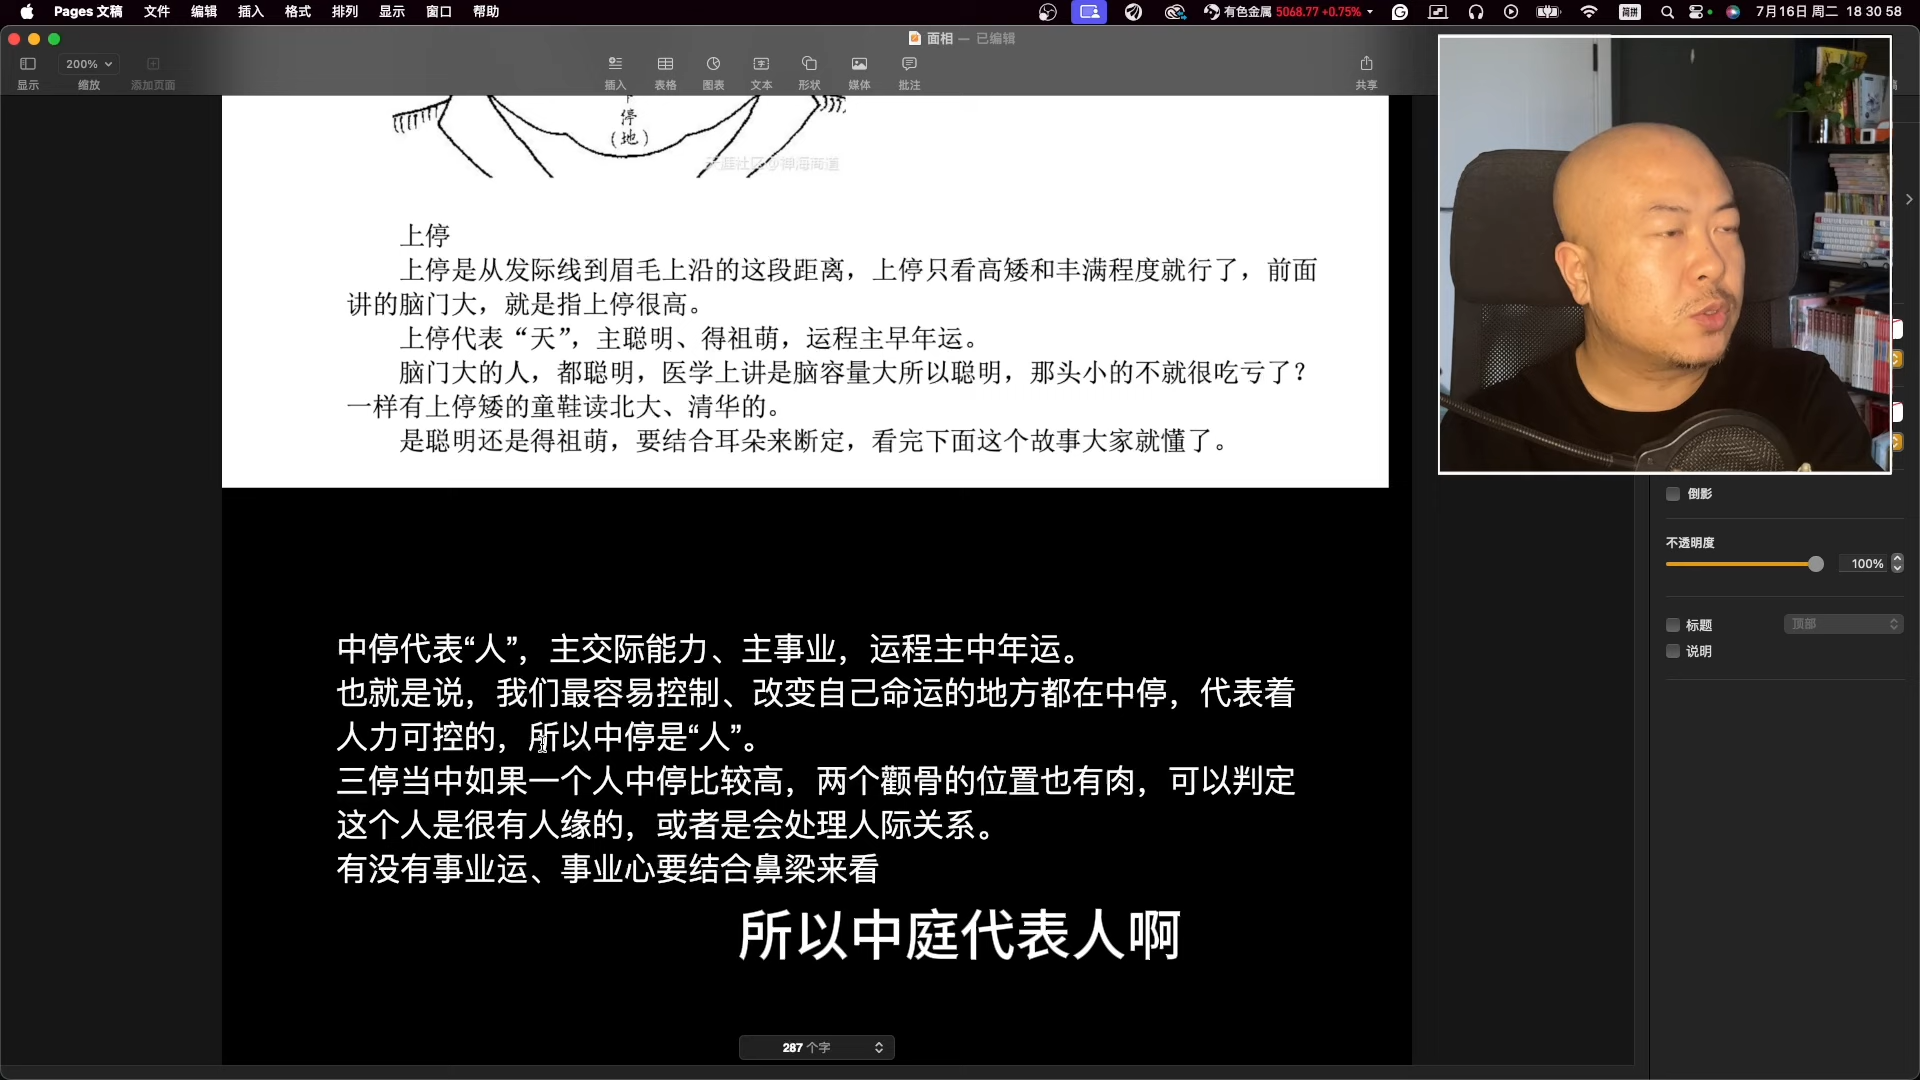 Pages 文稿 文件 编辑 插入 格式 排列 显示 窗口 帮助 有色金属 5068.77 +0.75% 简拼 7月16日 周二 18 30 58
面相 — 已编辑
200%
显示 缩放 添加页面 插入 表格 图表 文本 形状 媒体 批注 共享
停
(地)
天涯社区@禅海商道
上停
上停是从发际线到眉毛上沿的这段距离，上停只看高矮和丰满程度就行了，前面
讲的脑门大，就是指上停很高。
上停代表“天”，主聪明、得祖萌，运程主早年运。
脑门大的人，都聪明，医学上讲是脑容量大所以聪明，那头小的不就很吃亏了？
一样有上停矮的童鞋读北大、清华的。
是聪明还是得祖萌，要结合耳朵来断定，看完下面这个故事大家就懂了。
倒影
不透明度
100%
标题 顶部
说明
中停代表“人”，主交际能力、主事业，运程主中年运。
也就是说，我们最容易控制、改变自己命运的地方都在中停，代表着
人力可控的，所以中停是“人”。
三停当中如果一个人中停比较高，两个颧骨的位置也有肉，可以判定
这个人是很有人缘的，或者是会处理人际关系。
有没有事业运、事业心要结合鼻梁来看
所以中庭代表人啊
287 个字